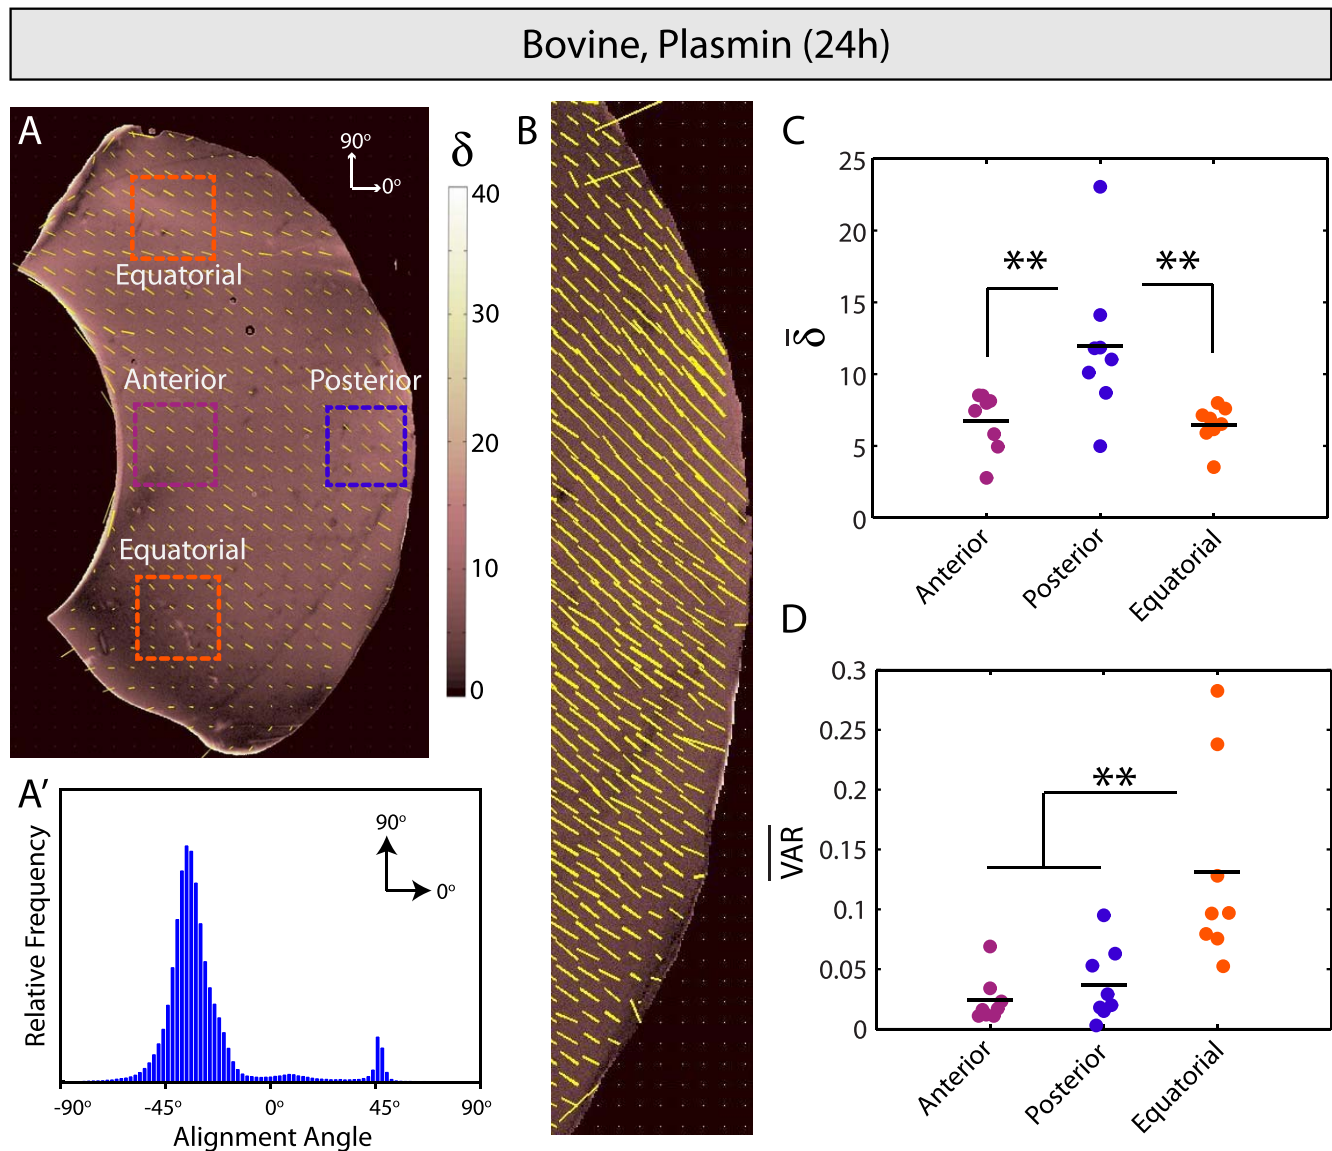 Bovine, Plasmin (24h)
A
90°
0°
Equatorial
Anterior
Posterior
Equatorial
δ
40
30
20
10
0
B
C
25
20
15
10
5
0
δ̅
**
**
Anterior
Posterior
Equatorial
A′
Relative Frequency
90°
0°
-90°
-45°
0°
45°
90°
Alignment Angle
D
0.3
0.25
0.2
0.15
0.1
0.05
0
V̅A̅R̅
**
Anterior
Posterior
Equatorial